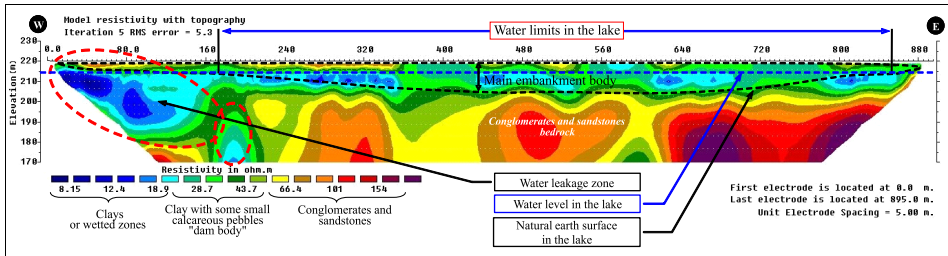 Model resistivity with topography
Iteration 5 RMS error = 5.3
Water limits in the lake
W
E
Elevation(m)
230
220
210
200
190
180
170
0.0
80.0
160
240
320
400
480
560
640
720
800
880
Main embankment body
Conglomerates and sandstones
bedrock
Resistivity in ohm.m
8.15 12.4 18.9 28.7 43.7 66.4 101 154
Clays
or wetted zones
Clay with some small
calcareous pebbles
"dam body"
Conglomerates and
sandstones
Water leakage zone
Water level in the lake
Natural earth surface
in the lake
First electrode is located at 0.0 m.
Last electrode is located at 895.0 m.
Unit Electrode Spacing = 5.00 m.